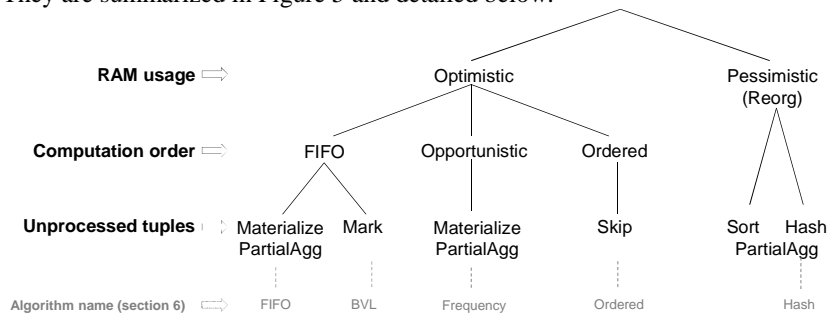 They are summarized in Figure 3 and detailed below.
RAM usage Optimistic Pessimistic
(Reorg)
Computation order FIFO Opportunistic Ordered
Unprocessed tuples Materialize Mark Materialize Skip Sort Hash
PartialAgg PartialAgg PartialAgg
Algorithm name (section 6) FIFO BVL Frequency Ordered Hash